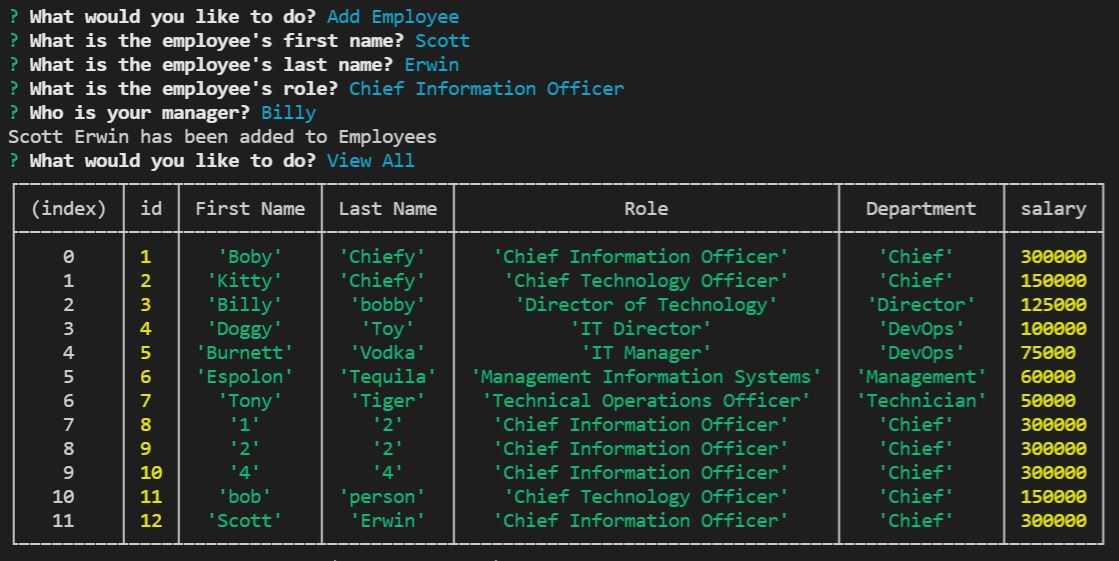 ? What would you like to do? Add Employee
? What is the employee's first name? Scott
? What is the employee's last name? Erwin
? What is the employee's role? Chief Information Officer
? Who is your manager? Billy
Scott Erwin has been added to Employees
? What would you like to do? View All
(index) id First Name Last Name Role Department salary
0 1 'Boby' 'Chiefy' 'Chief Information Officer' 'Chief' 300000
1 2 'Kitty' 'Chiefy' 'Chief Technology Officer' 'Chief' 150000
2 3 'Billy' 'bobby' 'Director of Technology' 'Director' 125000
3 4 'Doggy' 'Toy' 'IT Director' 'DevOps' 100000
4 5 'Burnett' 'Vodka' 'IT Manager' 'DevOps' 75000
5 6 'Espolon' 'Tequila' 'Management Information Systems' 'Management' 60000
6 7 'Tony' 'Tiger' 'Technical Operations Officer' 'Technician' 50000
7 8 '1' '2' 'Chief Information Officer' 'Chief' 300000
8 9 '2' '2' 'Chief Information Officer' 'Chief' 300000
9 10 '4' '4' 'Chief Information Officer' 'Chief' 300000
10 11 'bob' 'person' 'Chief Technology Officer' 'Chief' 150000
11 12 'Scott' 'Erwin' 'Chief Information Officer' 'Chief' 300000